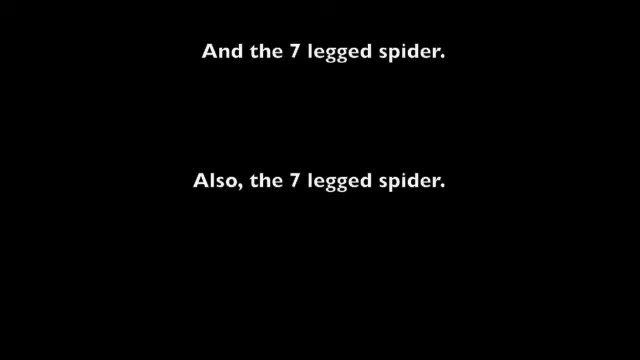 And the 7 legged spider.
Also, the 7 legged spider.